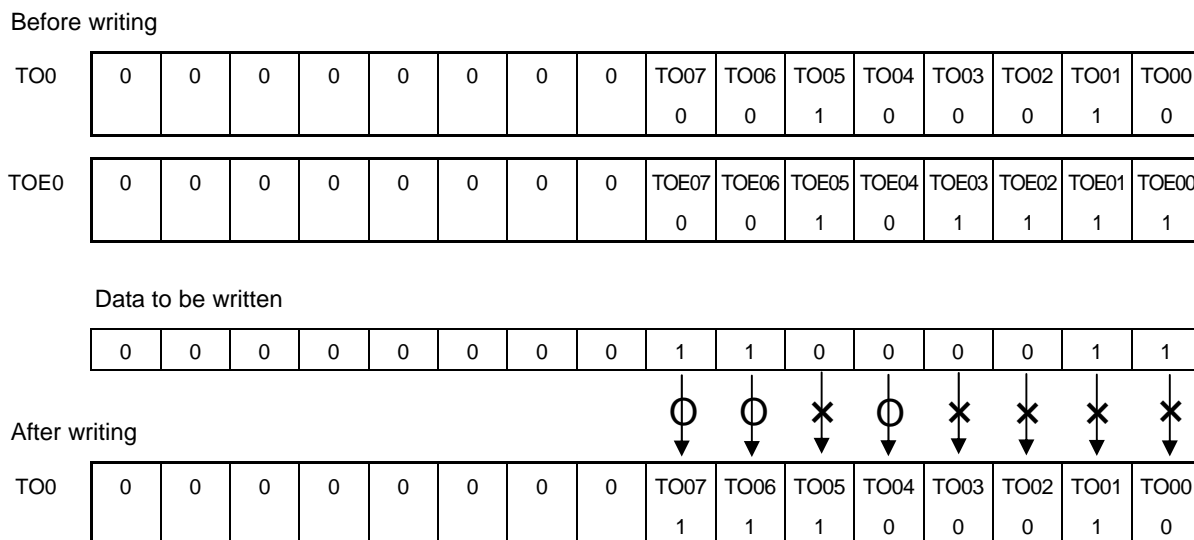 Before writing
TO0 0 0 0 0 0 0 0 0 TO07 TO06 TO05 TO04 TO03 TO02 TO01 TO00
0 0 1 0 0 0 1 0
TOE0 0 0 0 0 0 0 0 0 TOE07 TOE06 TOE05 TOE04 TOE03 TOE02 TOE01 TOE00
0 0 1 0 1 1 1 1
Data to be written
0 0 0 0 0 0 0 0 1 1 0 0 0 0 1 1
O O × O × × × ×
After writing
TO0 0 0 0 0 0 0 0 0 TO07 TO06 TO05 TO04 TO03 TO02 TO01 TO00
1 1 1 0 0 0 1 0